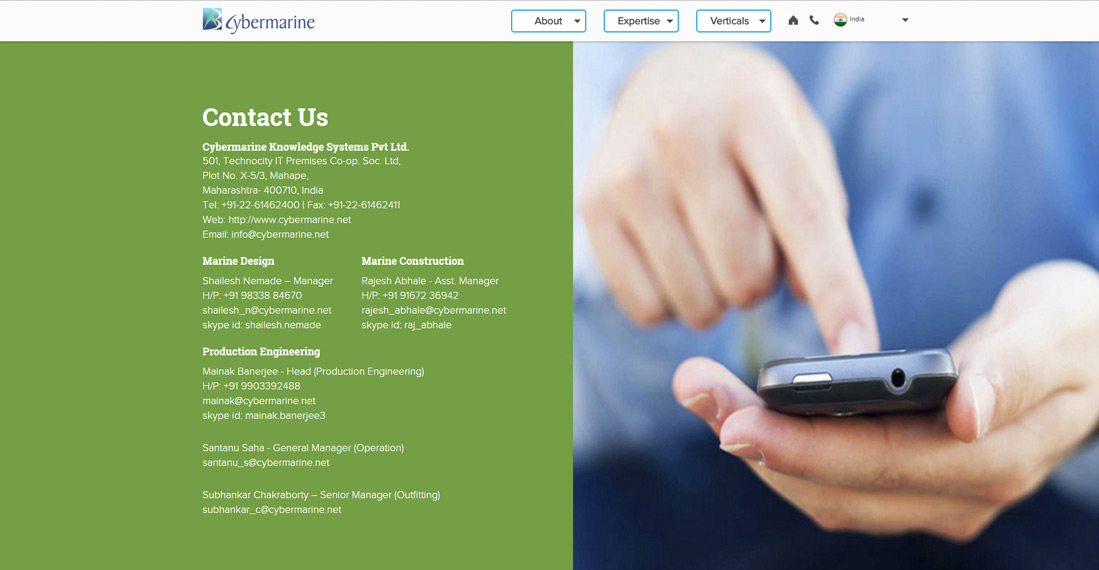 Cybermarine
About
Expertise
Verticals
India
Contact Us
Cybermarine Knowledge Systems Pvt Ltd.
501, Technocity IT Premises Co-op. Soc. Ltd,
Plot No. X-5/3, Mahape,
Maharashtra- 400710, India
Tel: +91-22-61462400 | Fax: +91-22-61462411
Web: http://www.cybermarine.net
Email: info@cybermarine.net
Marine Design
Shailesh Nemade – Manager
H/P: +91 98338 84670
shailesh_n@cybermarine.net
skype id: shailesh.nemade
Marine Construction
Rajesh Abhale - Asst. Manager
H/P: +91 91672 36942
rajesh_abhale@cybermarine.net
skype id: raj_abhale
Production Engineering
Mainak Banerjee - Head (Production Engineering)
H/P: +91 9903392488
mainak@cybermarine.net
skype id: mainak.banerjee3
Santanu Saha - General Manager (Operation)
santanu_s@cybermarine.net
Subhankar Chakraborty – Senior Manager (Outfitting)
subhankar_c@cybermarine.net